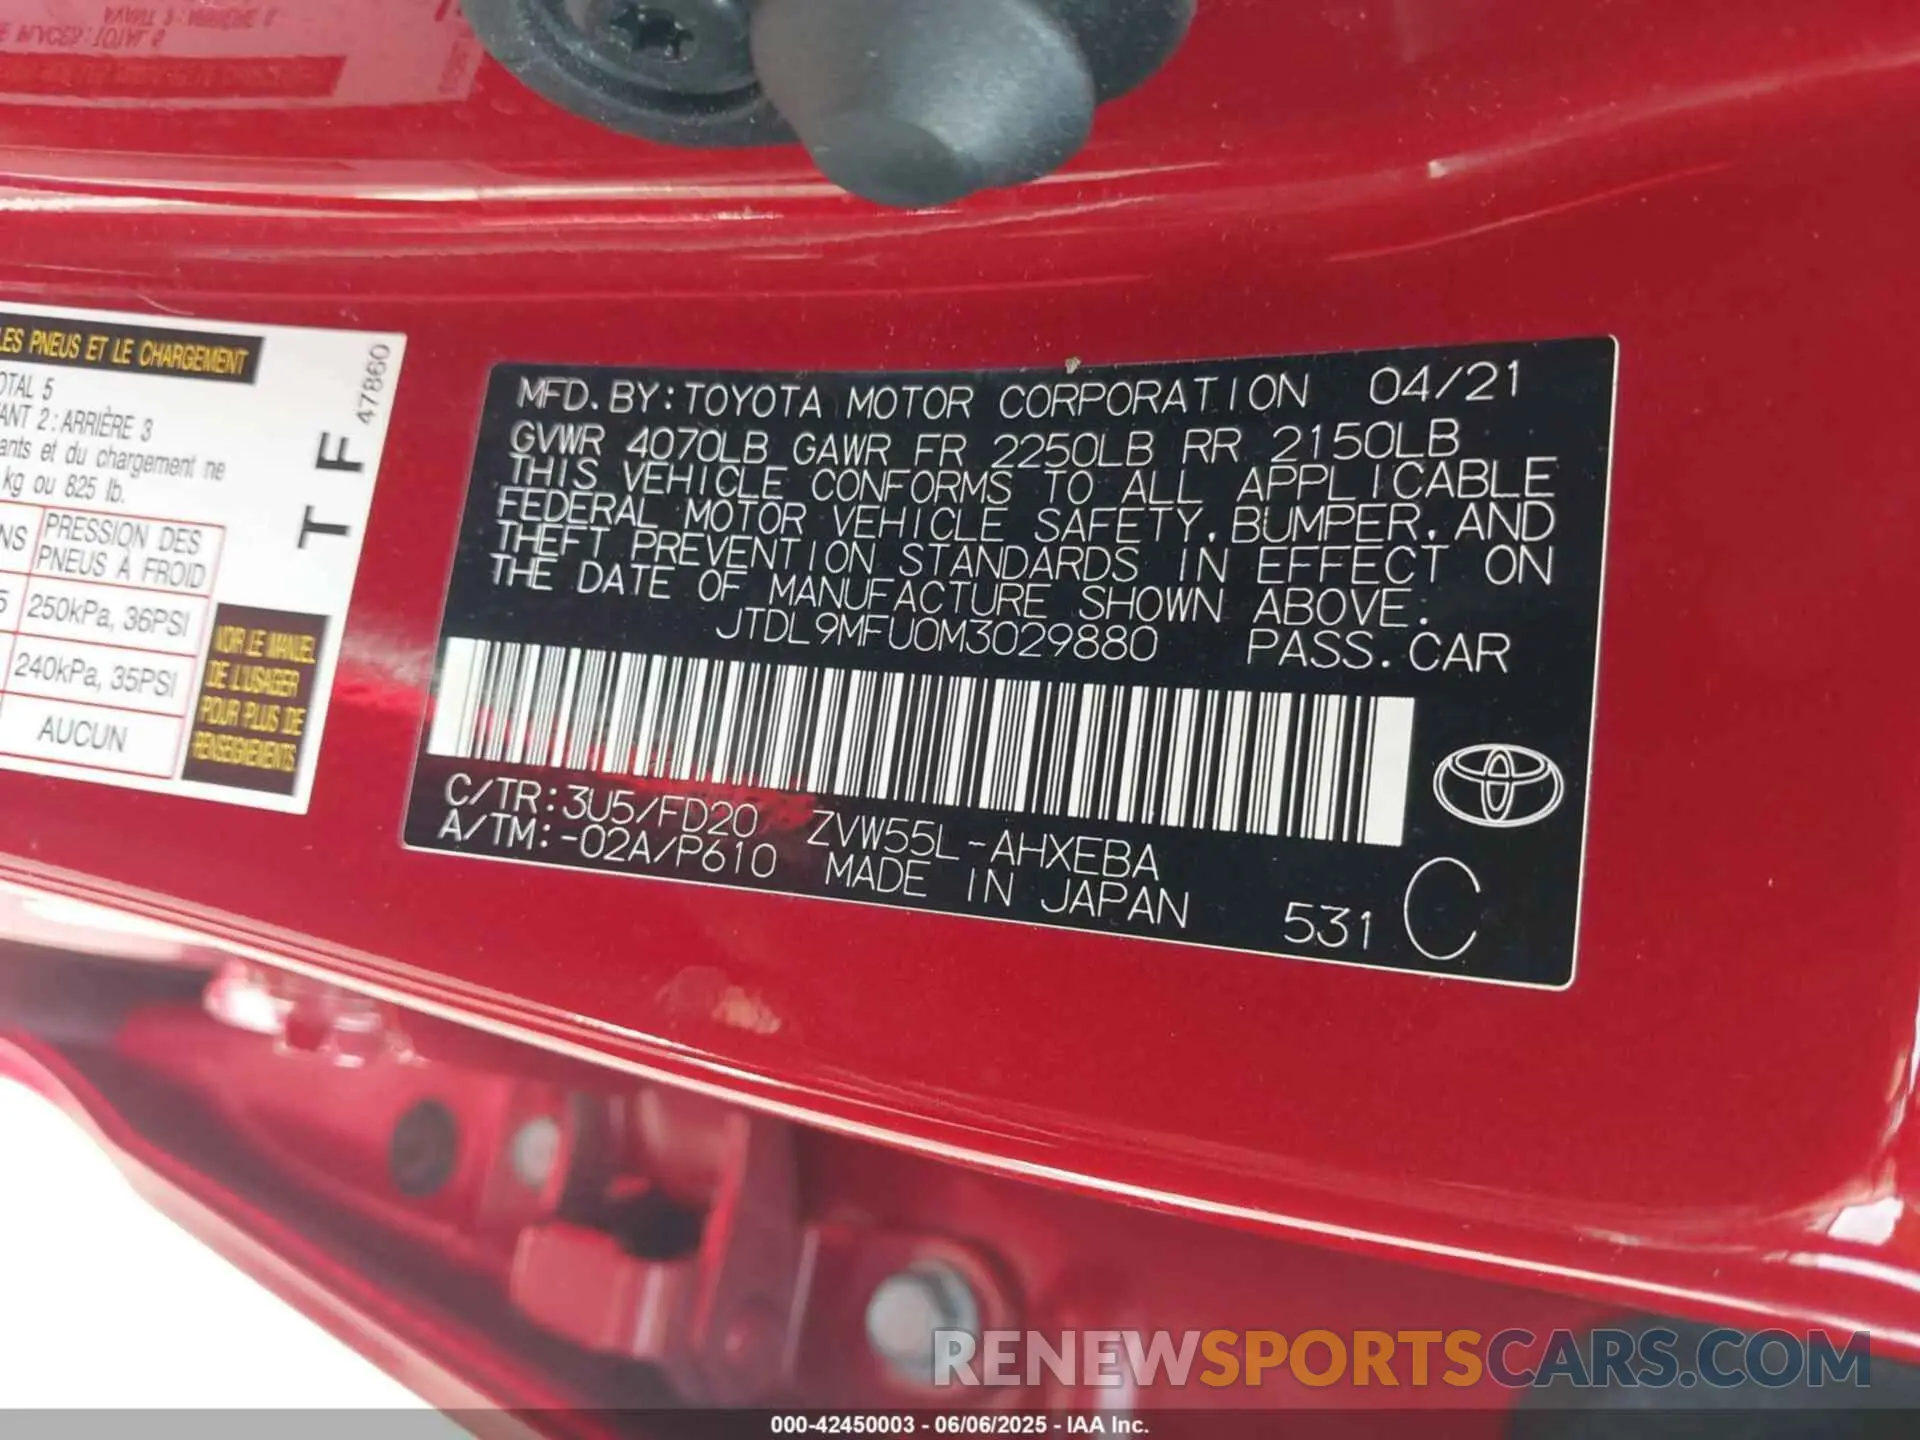 LES PNEUS ET LE CHARGEMENT
OTAL 5
ANT 2 : ARRIÈRE 3
ants et du chargement ne
kg ou 825 lb.
NS
PRESSION DES
PNEUS À FROID
5
250kPa, 36PSI
240kPa, 35PSI
AUCUN
VOIR LE MANUEL
DE L'USAGER
POUR PLUS DE
RENSEIGNEMENTS
T F
47860
MFD. BY: TOYOTA MOTOR CORPORATION 04/21
GVWR 4070LB GAWR FR 2250LB RR 2150LB
THIS VEHICLE CONFORMS TO ALL APPLICABLE
FEDERAL MOTOR VEHICLE SAFETY, BUMPER, AND
THEFT PREVENTION STANDARDS IN EFFECT ON
THE DATE OF MANUFACTURE SHOWN ABOVE.
JTDL9MFU0M3029880 PASS. CAR
C/TR: 3U5/FD20 ZVW55L-AHXEBA
A/TM: -02A/P610 MADE IN JAPAN
531 C
RENEWSPORTSCARS.COM
000-42450003 - 06/06/2025 - IAA Inc.